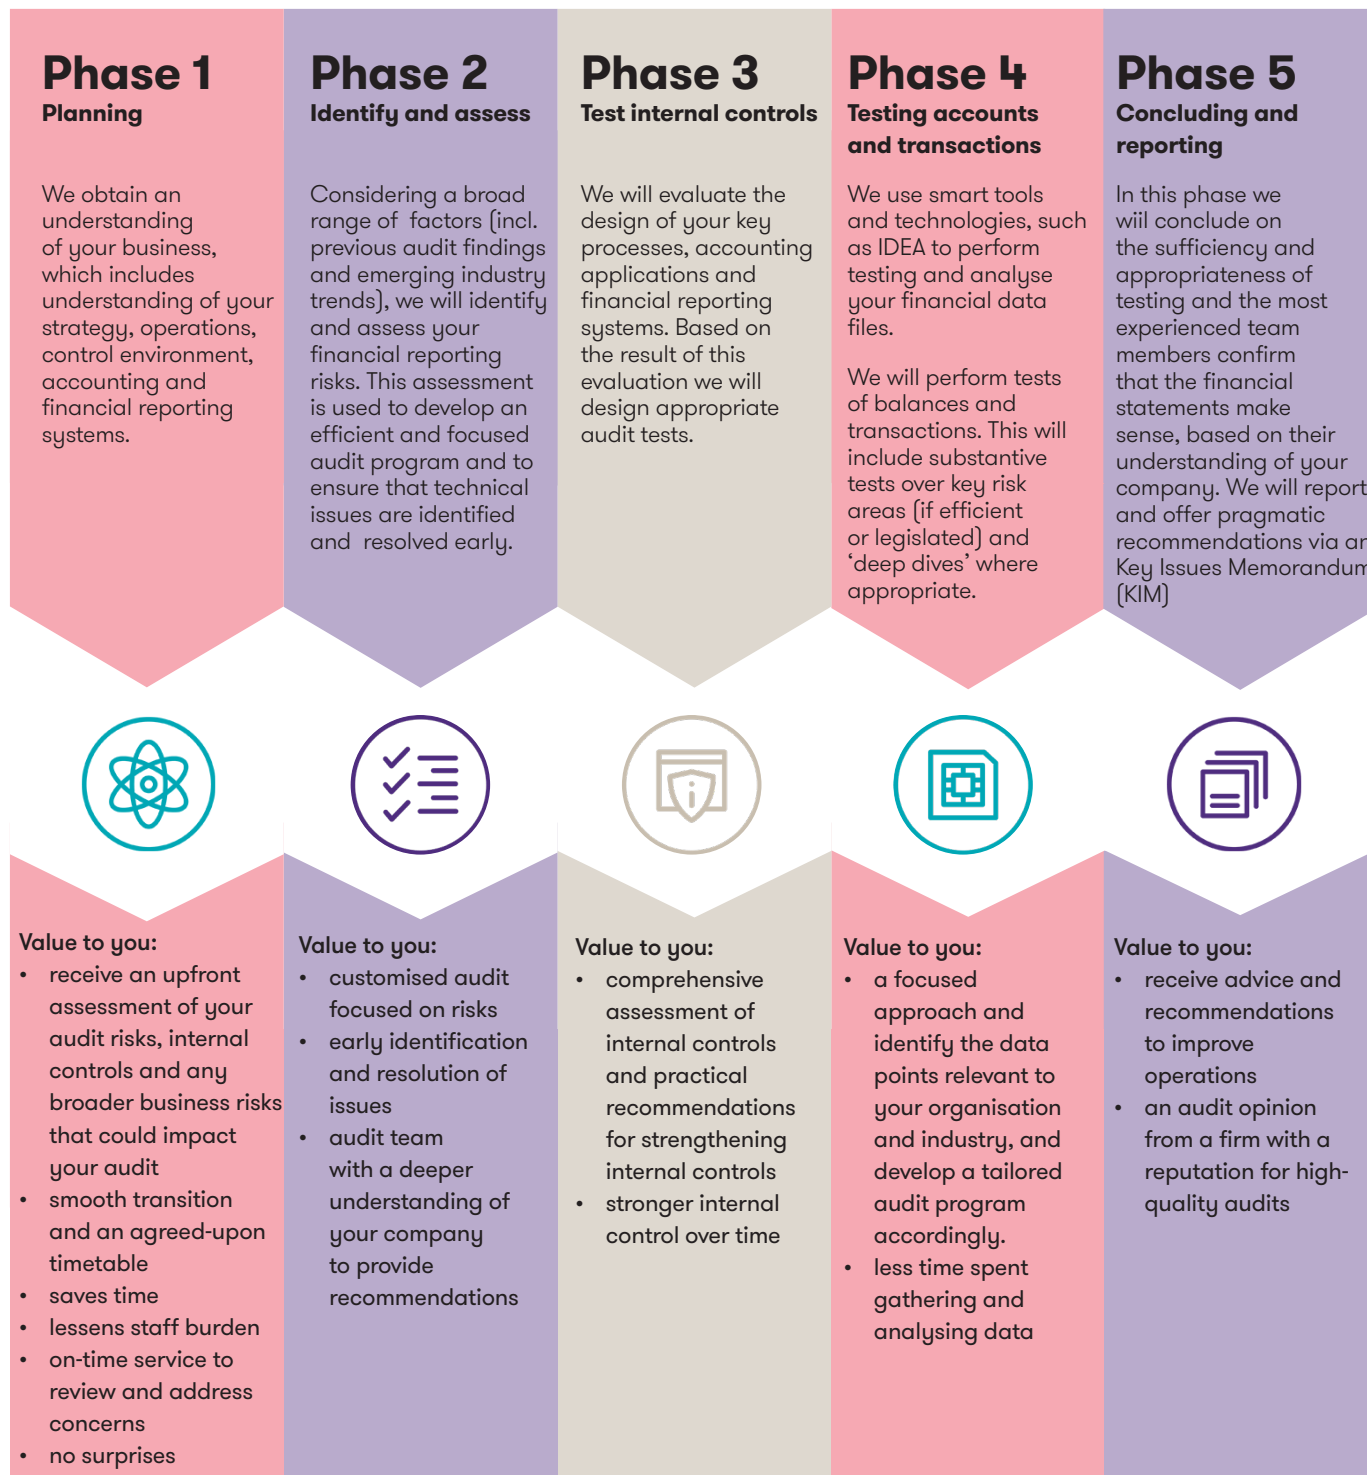 Phase 1
Planning
We obtain an
understanding
of your business,
which includes
understanding of your
strategy, operations,
control environment,
accounting and
financial reporting
systems.
Phase 2
Identify and assess
Considering a broad
range of factors (incl.
previous audit findings
and emerging industry
trends), we will identify
and assess your
financial reporting
risks. This assessment
is used to develop an
efficient and focused
audit program and to
ensure that technical
issues are identified
and resolved early.
Phase 3
Test internal controls
We will evaluate the
design of your key
processes, accounting
applications and
financial reporting
systems. Based on
the result of this
evaluation we will
design appropriate
audit tests.
Phase 4
Testing accounts
and transactions
We use smart tools
and technologies, such
as IDEA to perform
testing and analyse
your financial data
files.
We will perform tests
of balances and
transactions. This will
include substantive
tests over key risk
areas (if efficient
or legislated) and
‘deep dives’ where
appropriate.
Phase 5
Concluding and
reporting
In this phase we
wiil conclude on
the sufficiency and
appropriateness of
testing and the most
experienced team
members confirm
that the financial
statements make
sense, based on their
understanding of your
company. We will report
and offer pragmatic
recommendations via an
Key Issues Memorandum
(KIM)
Value to you:
• receive an upfront
assessment of your
audit risks, internal
controls and any
broader business risks
that could impact
your audit
• smooth transition
and an agreed-upon
timetable
• saves time
• lessens staff burden
• on-time service to
review and address
concerns
• no surprises
Value to you:
• customised audit
focused on risks
• early identification
and resolution of
issues
• audit team
with a deeper
understanding of
your company
to provide
recommendations
Value to you:
• comprehensive
assessment of
internal controls
and practical
recommendations
for strengthening
internal controls
• stronger internal
control over time
Value to you:
• a focused
approach and
identify the data
points relevant to
your organisation
and industry, and
develop a tailored
audit program
accordingly.
• less time spent
gathering and
analysing data
Value to you:
• receive advice and
recommendations
to improve
operations
• an audit opinion
from a firm with a
reputation for high-
quality audits